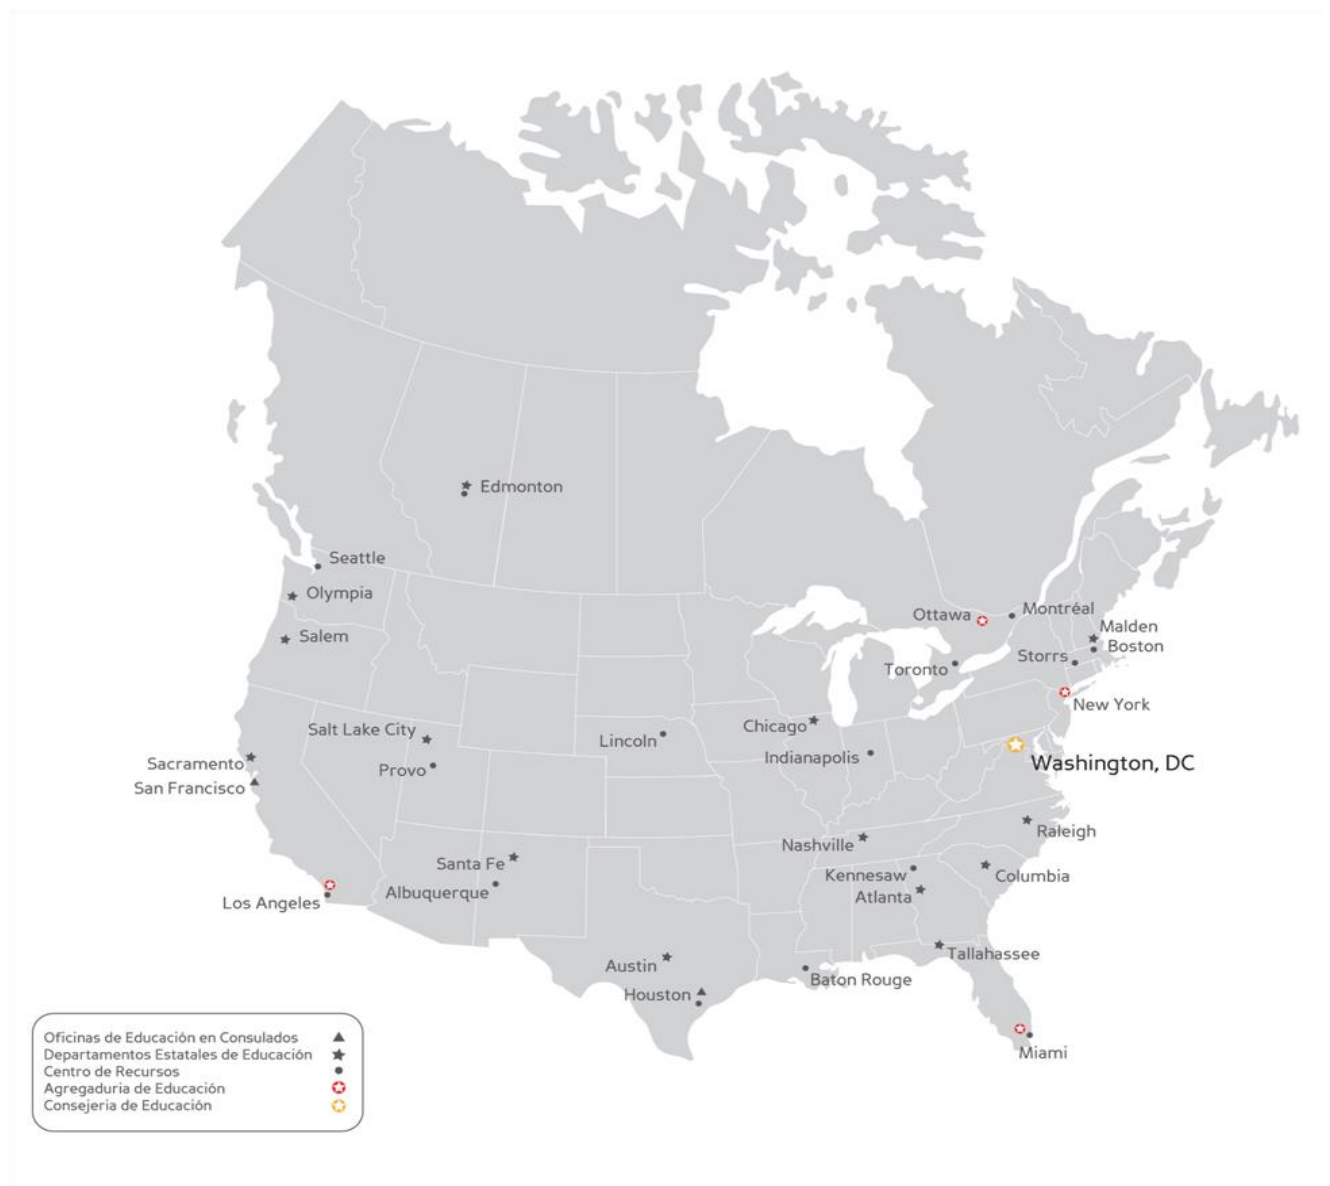 Edmonton
Seattle
Olympia
Salem
Ottawa
Montréal
Malden
Boston
Storrs
Toronto
New York
Salt Lake City
Chicago
Lincoln
Indianapolis
Washington, DC
Sacramento
Provo
San Francisco
Raleigh
Nashville
Santa Fe
Kennesaw
Columbia
Albuquerque
Atlanta
Los Angeles
Tallahassee
Austin
Baton Rouge
Houston
Miami
Oficinas de Educación en Consulados
Departamentos Estatales de Educación
Centro de Recursos
Agregaduria de Educación
Consejeria de Educación